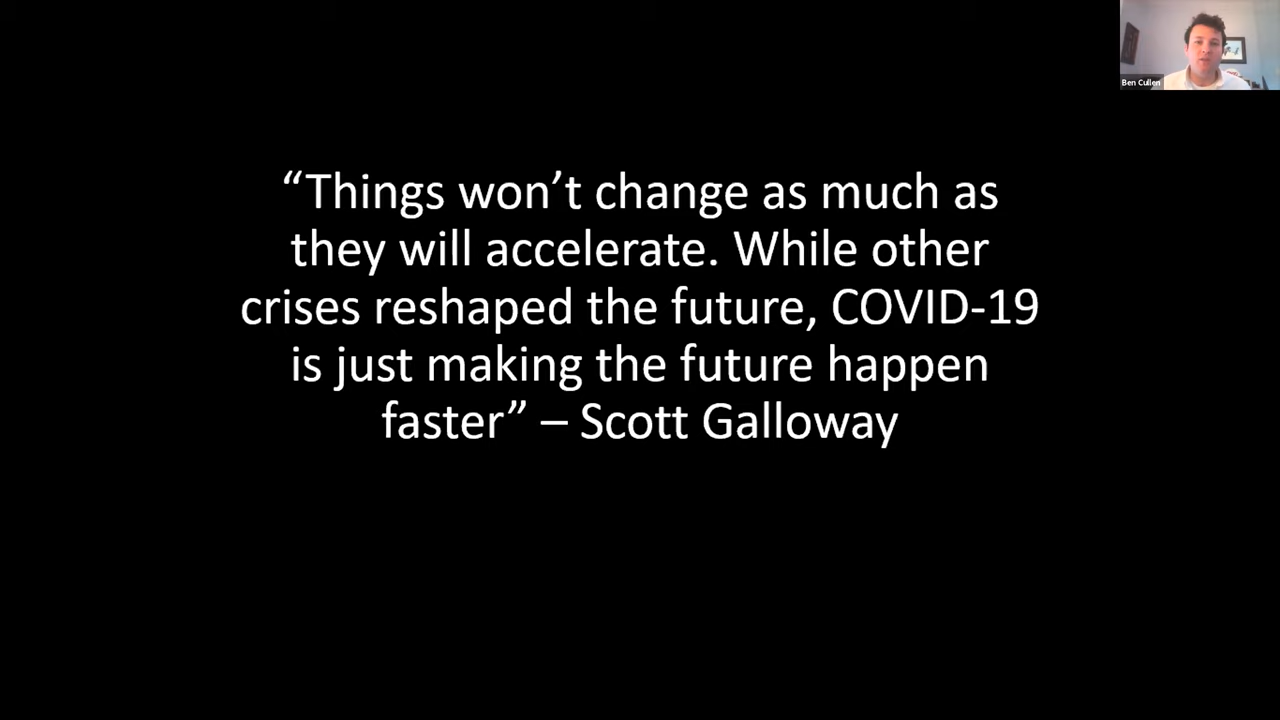 Ben Cullen
“Things won’t change as much as
they will accelerate. While other
crises reshaped the future, COVID-19
is just making the future happen
faster” – Scott Galloway